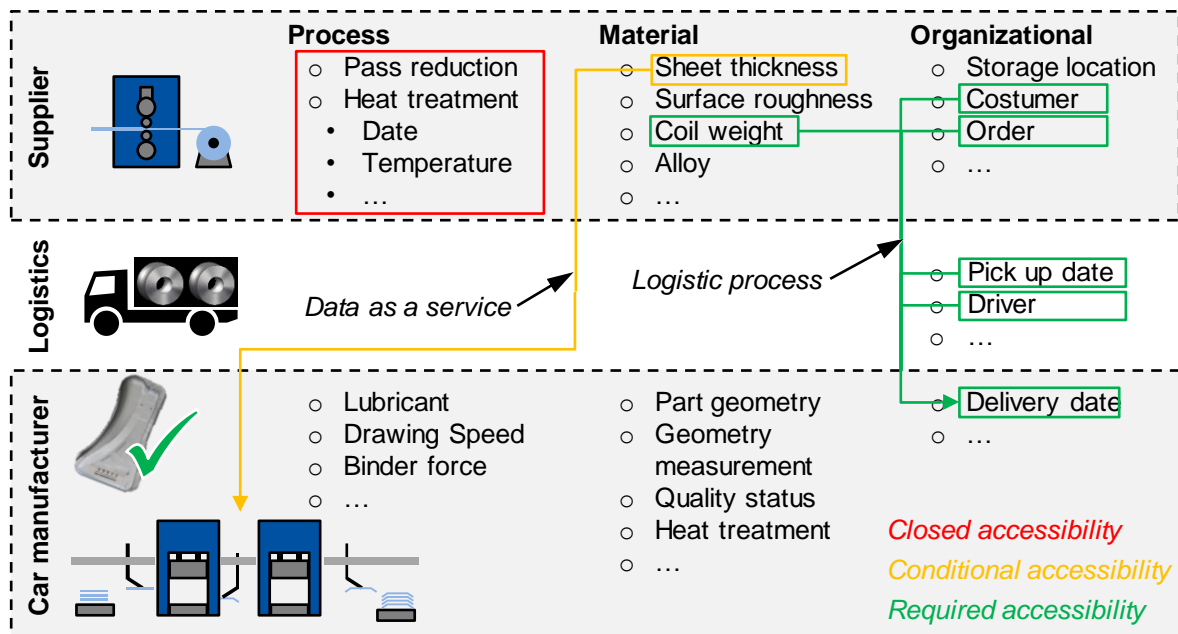 Process
Material
Organizational
Supplier
o Pass reduction
o Heat treatment
• Date
• Temperature
• …
o Sheet thickness
o Surface roughness
o Coil weight
o Alloy
o …
o Storage location
o Costumer
o Order
o …
Logistics
Data as a service
Logistic process
o Pick up date
o Driver
o …
Car manufacturer
o Lubricant
o Drawing Speed
o Binder force
o …
o Part geometry
o Geometry
measurement
o Quality status
o Heat treatment
o …
o Delivery date
o …
Closed accessibility
Conditional accessibility
Required accessibility